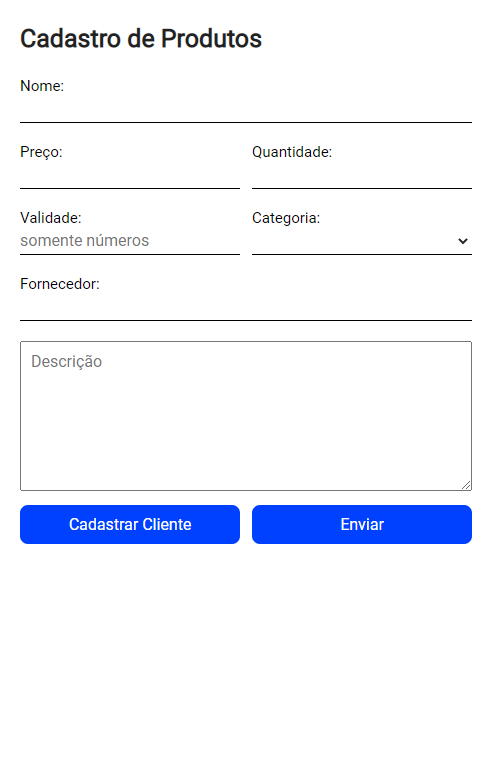 Cadastro de Produtos
Nome:
Preço: Quantidade:
Validade: Categoria:
somente números
Fornecedor:
Descrição
Cadastrar Cliente Enviar